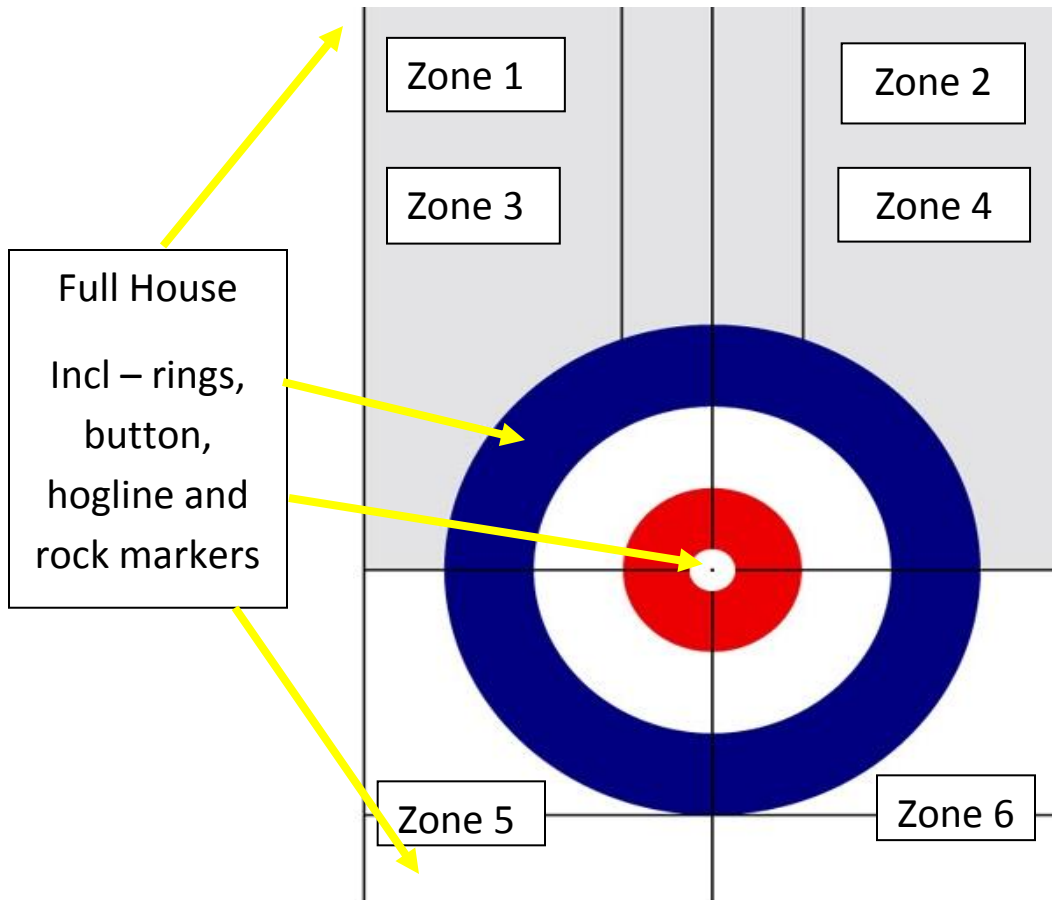 Zone 1
Zone 2
Zone 3
Zone 4
Full House
Incl – rings,
button,
hogline and
rock markers
Zone 5
Zone 6